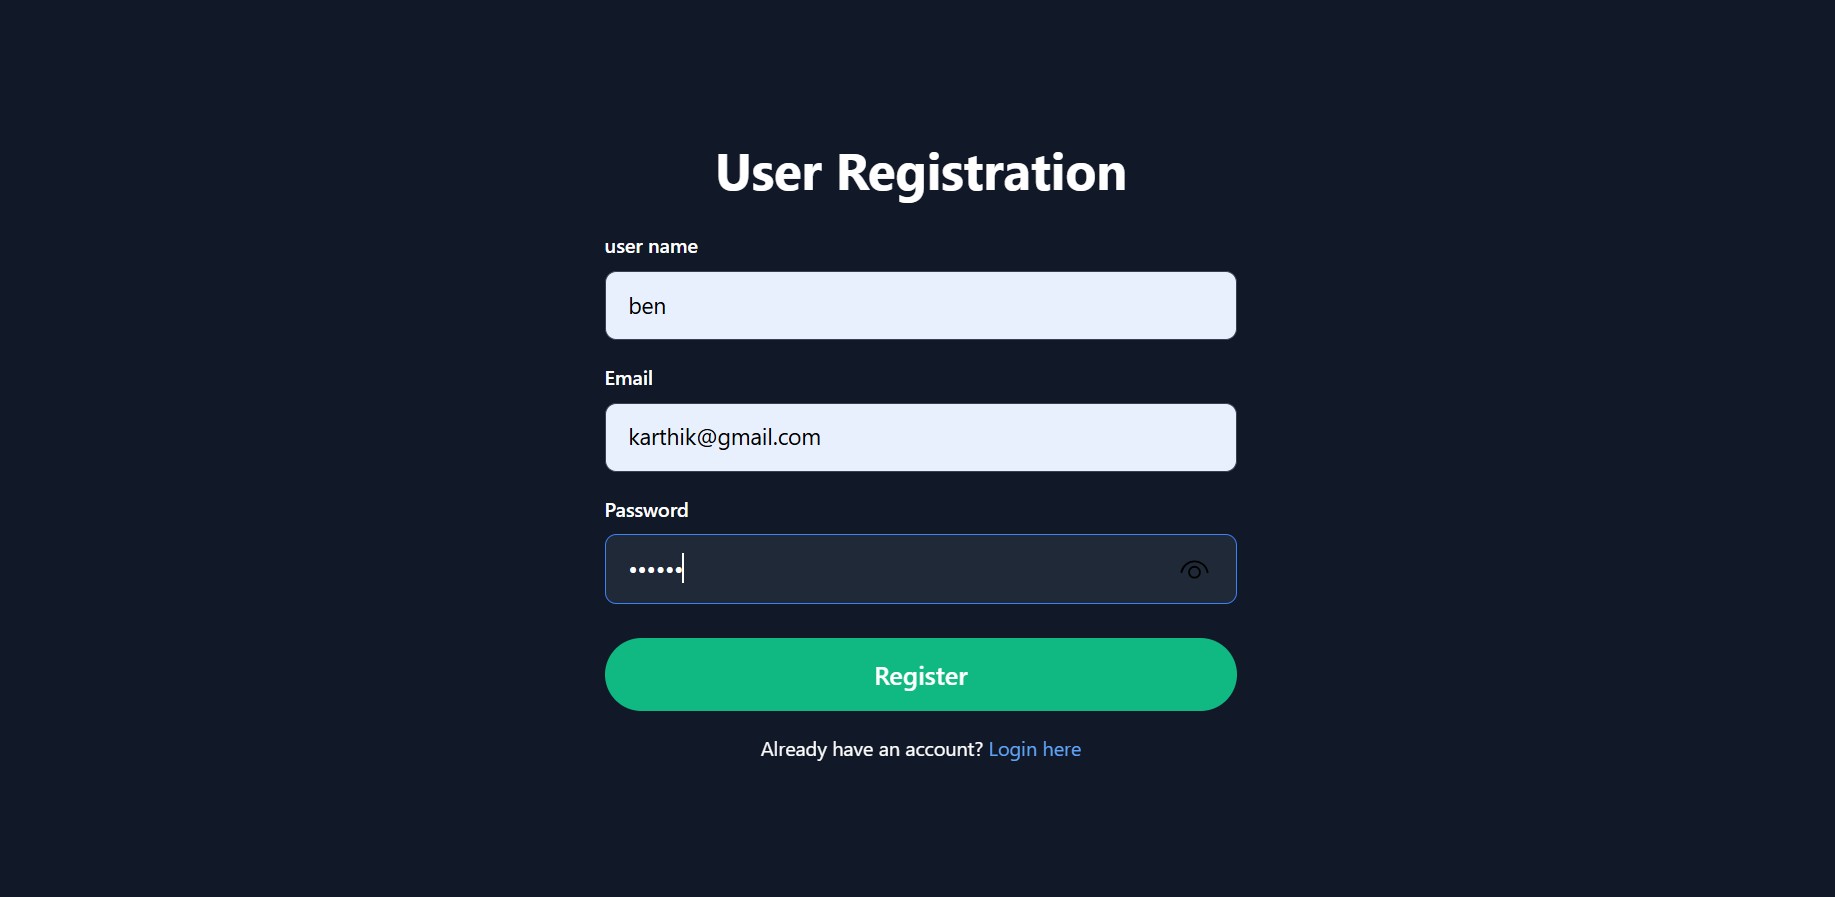 User Registration
user name
ben
Email
karthik@gmail.com
Password
••••••
Register
Already have an account? Login here